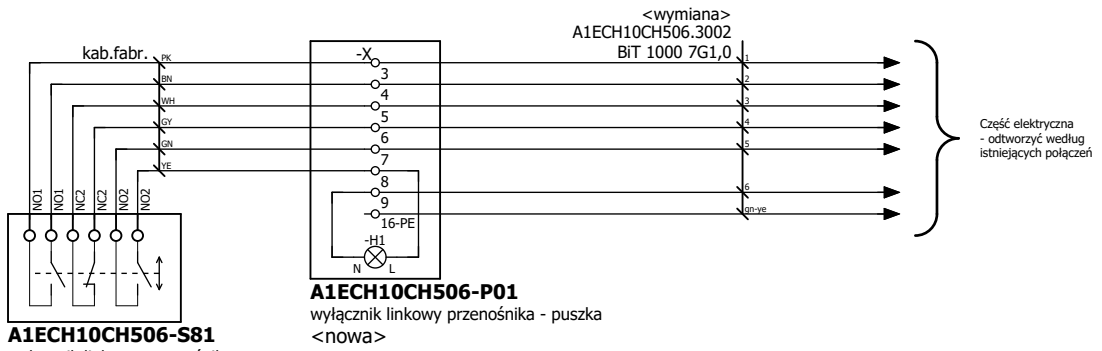 <wymiana>
A1ECH10CH506.3002
BiT 1000 7G1,0
kab.fabr.
-X
PK
BN
WH
GY
GN
YE
3
4
5
6
7
8
9
16-PE
1
2
3
4
5
6
gn-ye
Część elektryczna
- odtworzyć według
istniejących połączeń
NO1
NO1
NC2
NC2
NO2
NO2
-H1
N
L
A1ECH10CH506-P01
wyłącznik linkowy przenośnika - puszka
<nowa>
A1ECH10CH506-S81